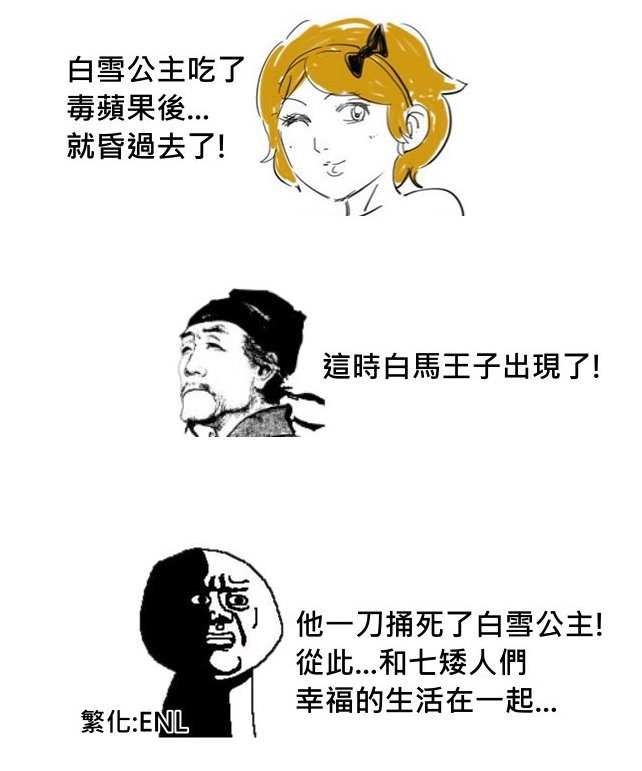 白雪公主吃了
毒蘋果後...
就昏過去了!
這時白馬王子出現了!
他一刀捅死了白雪公主!
從此...和七矮人們
幸福的生活在一起...
繁化:ENL